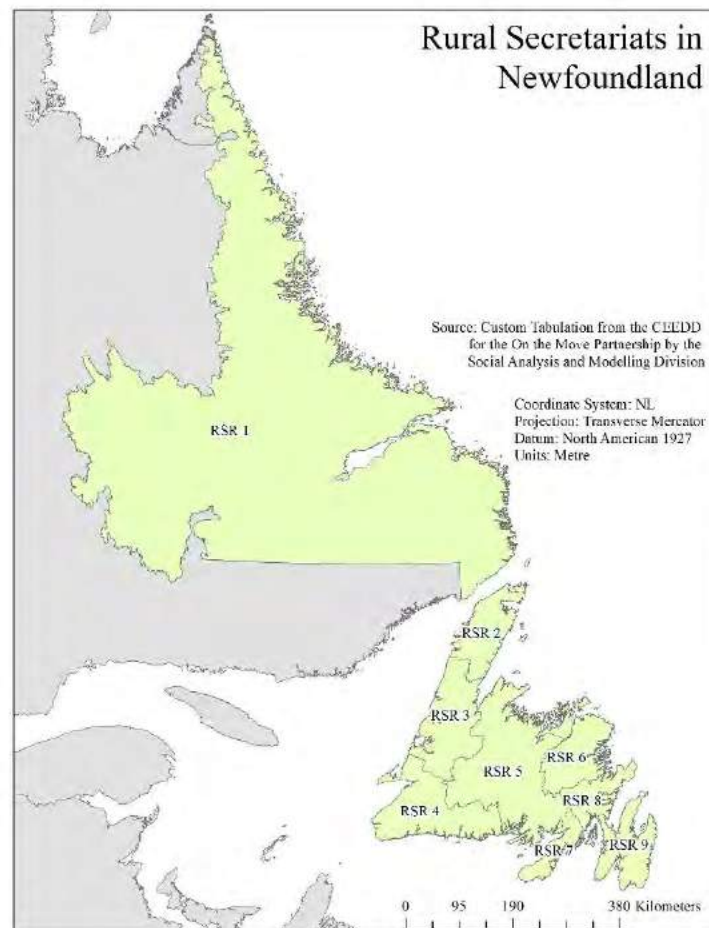 Rural Secretariats in
Newfoundland
Source: Custom Tabulation from the CEEDD
for the On the Move Partnership by the
Social Analysis and Modelling Division
Coordinate System: NL
Projection: Transverse Mercator
Datum: North American 1927
Units: Metre
RSR 1
RSR 2
RSR 3
RSR 6
RSR 5
RSR 8
RSR 4
RSR 9
RSR 7
0 95 190 380 Kilometers